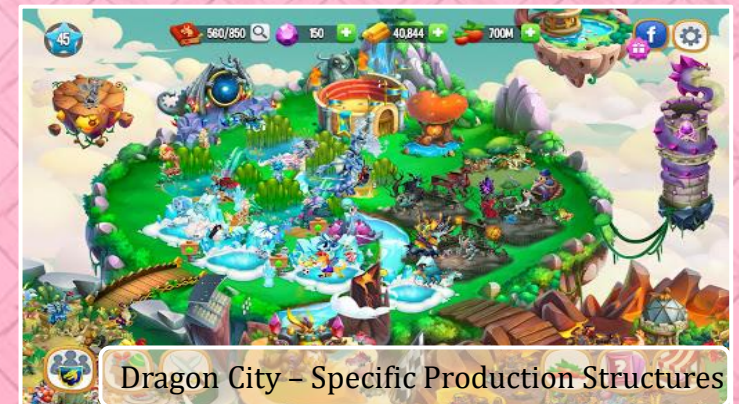 45
560/850
150
40,844
700M
f
Dragon City – Specific Production Structures